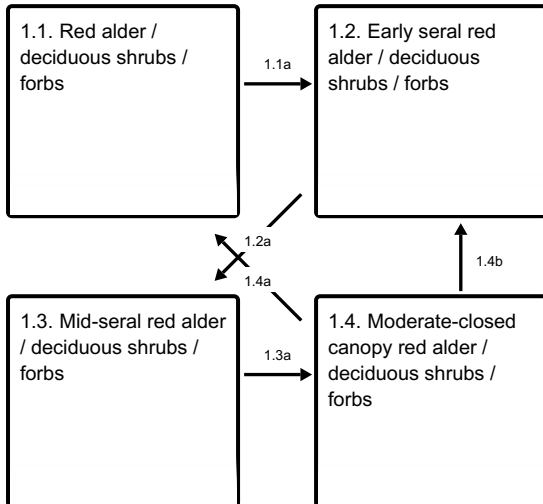 1.1. Red alder /
deciduous shrubs /
forbs
1.1a
1.2. Early seral red
alder / deciduous
shrubs / forbs
1.2a
1.4a
1.4b
1.3. Mid-seral red alder
/ deciduous shrubs /
forbs
1.3a
1.4. Moderate-closed
canopy red alder /
deciduous shrubs /
forbs